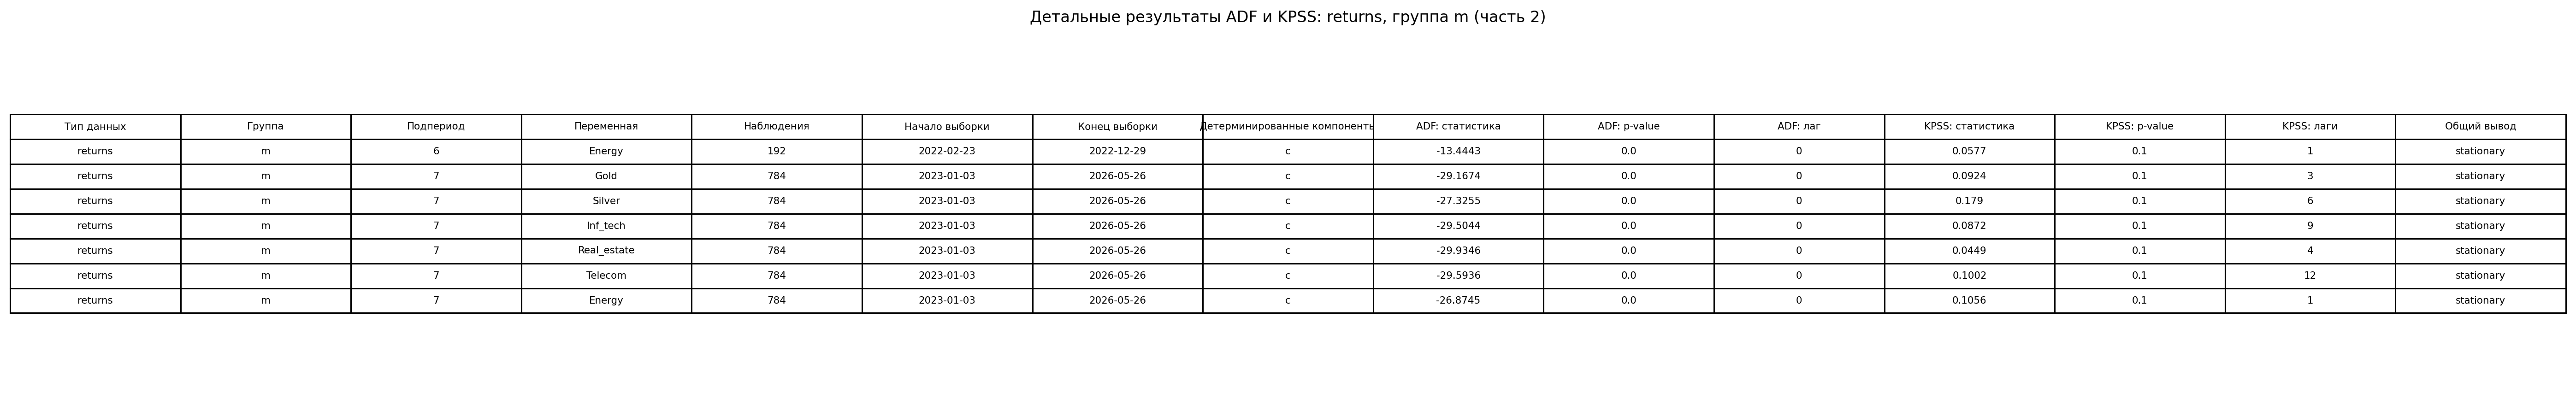 Детальные результаты ADF и KPSS: returns, группа m (часть 2)
Тип данных Группа Подпериод Переменная Наблюдения Начало выборки Конец выборки Детерминированные компоненты ADF: статистика ADF: p-value ADF: лаг KPSS: статистика KPSS: p-value KPSS: лаги Общий вывод
returns m 6 Energy 192 2022-02-23 2022-12-29 c -13.4443 0.0 0 0.0577 0.1 1 stationary
returns m 7 Gold 784 2023-01-03 2026-05-26 c -29.1674 0.0 0 0.0924 0.1 3 stationary
returns m 7 Silver 784 2023-01-03 2026-05-26 c -27.3255 0.0 0 0.179 0.1 6 stationary
returns m 7 Inf_tech 784 2023-01-03 2026-05-26 c -29.5044 0.0 0 0.0872 0.1 9 stationary
returns m 7 Real_estate 784 2023-01-03 2026-05-26 c -29.9346 0.0 0 0.0449 0.1 4 stationary
returns m 7 Telecom 784 2023-01-03 2026-05-26 c -29.5936 0.0 0 0.1002 0.1 12 stationary
returns m 7 Energy 784 2023-01-03 2026-05-26 c -26.8745 0.0 0 0.1056 0.1 1 stationary